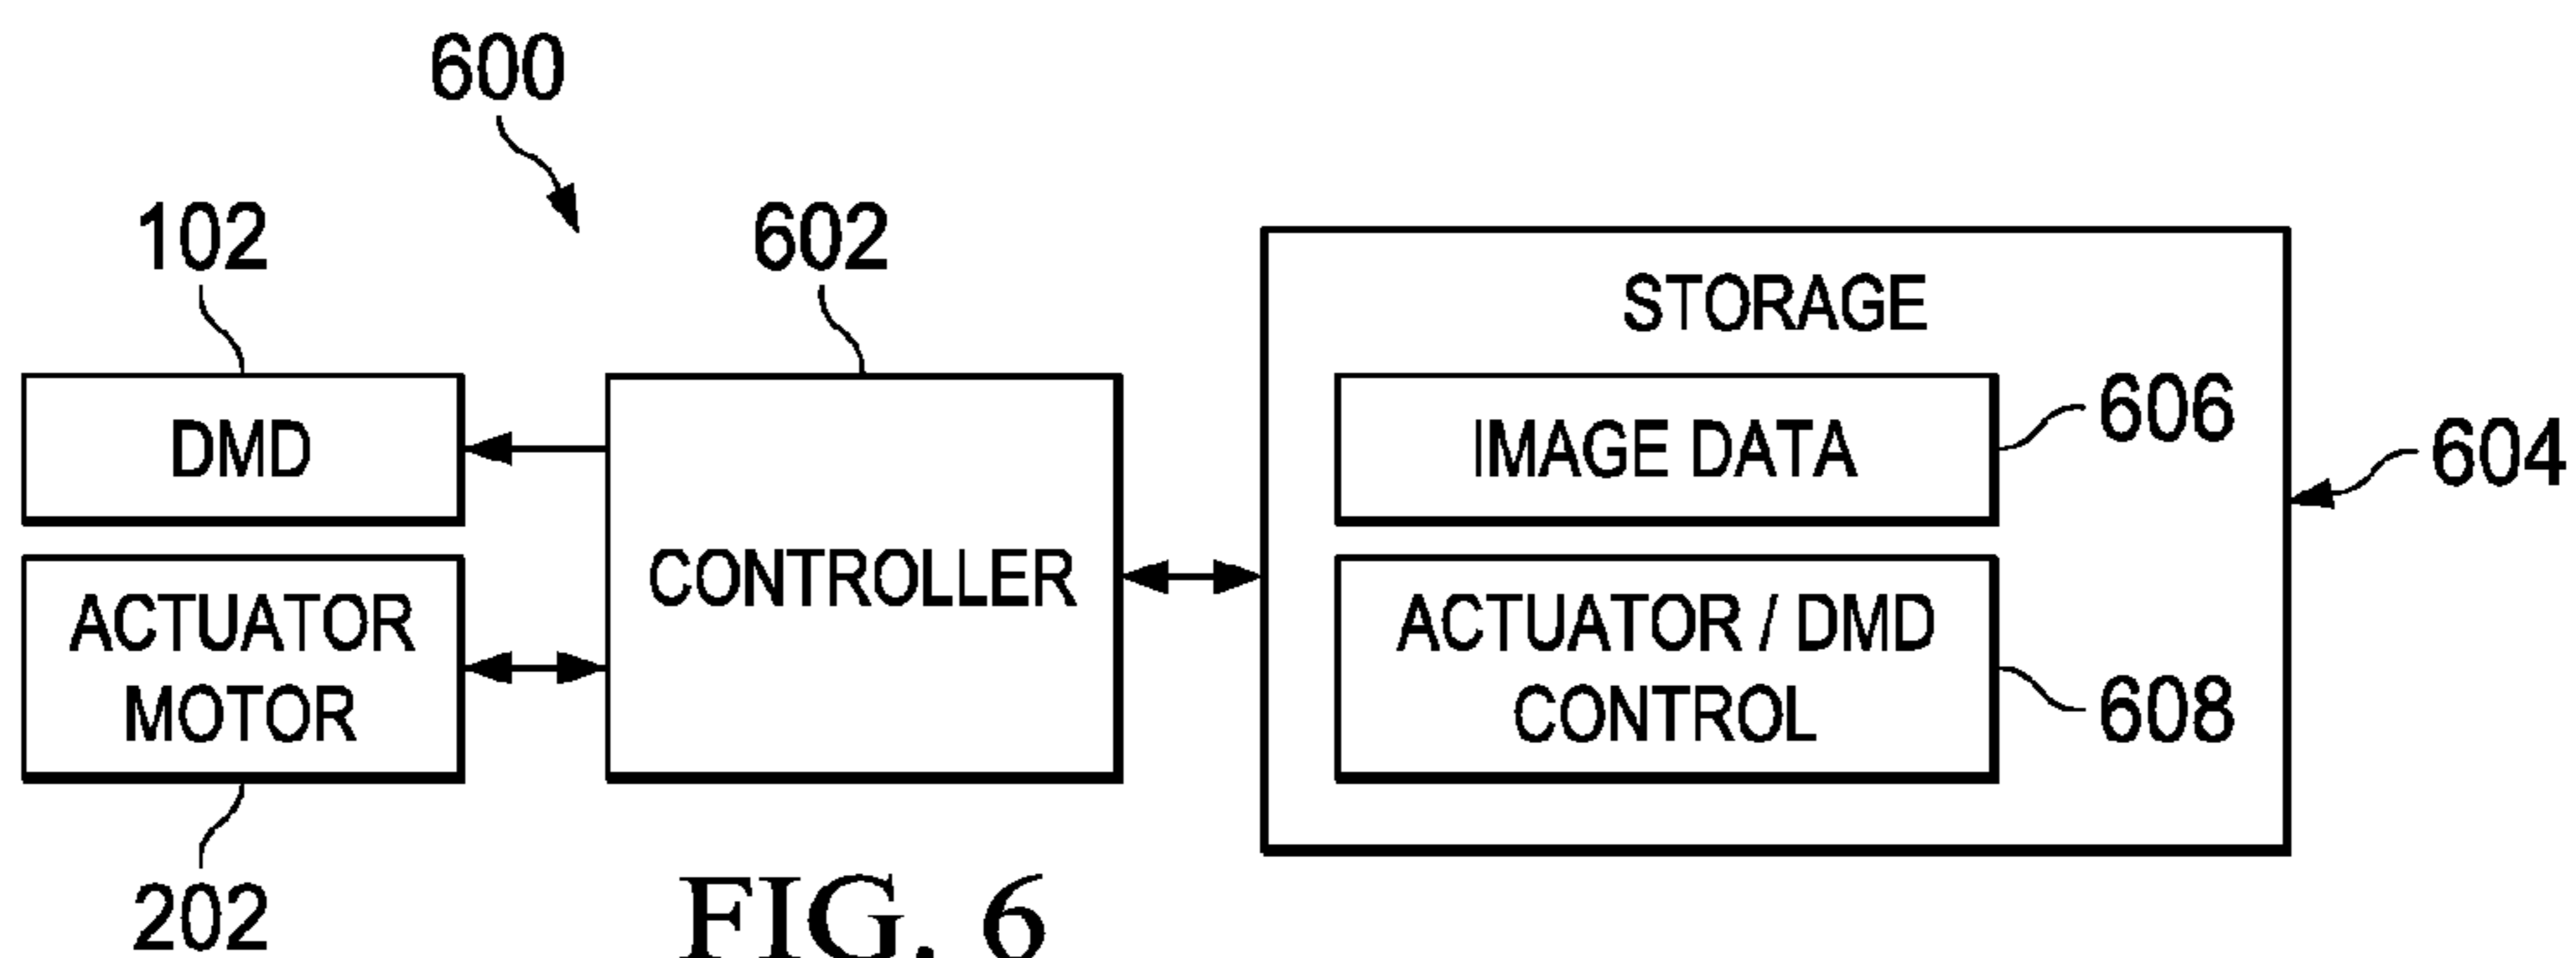 600
102
602
STORAGE
DMD
IMAGE DATA
606
604
CONTROLLER
ACTUATOR
MOTOR
ACTUATOR / DMD
CONTROL
608
202
FIG. 6